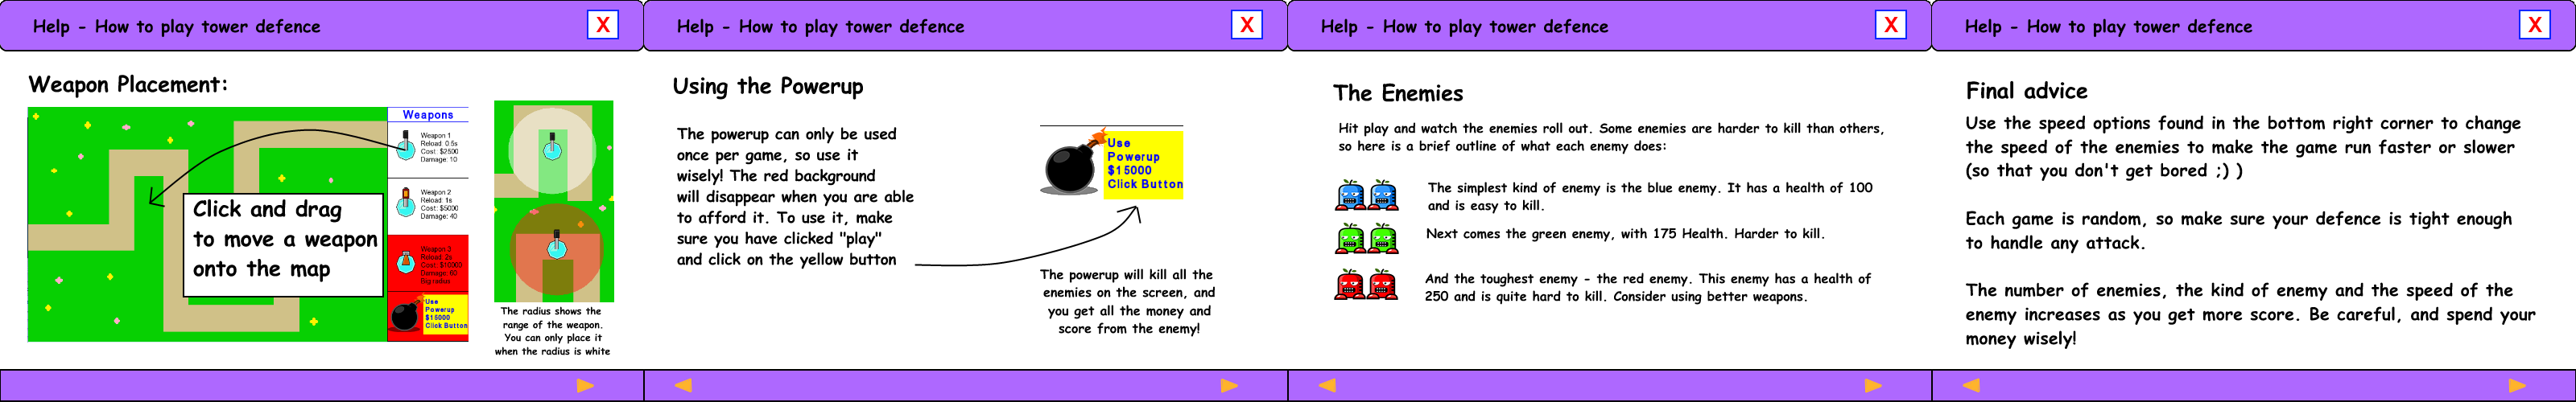 Help - How to play tower defence
X
Weapon Placement:
Weapons
Weapon 1
Reload: 0.5s
Cost: $2500
Damage: 10
Weapon 2
Reload: 1s
Cost: $5000
Damage: 40
Weapon 3
Reload: 2s
Cost: $10000
Damage: 60
Big radius
Use
Powerup
$15000
Click Button
Click and drag
to move a weapon
onto the map
The radius shows the
range of the weapon.
You can only place it
when the radius is white
Help - How to play tower defence
X
Using the Powerup
The powerup can only be used
once per game, so use it
wisely! The red background
will disappear when you are able
to afford it. To use it, make
sure you have clicked "play"
and click on the yellow button
Use
Powerup
$15000
Click Button
The powerup will kill all the
enemies on the screen, and
you get all the money and
score from the enemy!
Help - How to play tower defence
X
The Enemies
Hit play and watch the enemies roll out. Some enemies are harder to kill than others,
so here is a brief outline of what each enemy does:
The simplest kind of enemy is the blue enemy. It has a health of 100
and is easy to kill.
Next comes the green enemy, with 175 Health. Harder to kill.
And the toughest enemy - the red enemy. This enemy has a health of
250 and is quite hard to kill. Consider using better weapons.
Help - How to play tower defence
X
Final advice
Use the speed options found in the bottom right corner to change
the speed of the enemies to make the game run faster or slower
(so that you don't get bored ;) )
Each game is random, so make sure your defence is tight enough
to handle any attack.
The number of enemies, the kind of enemy and the speed of the
enemy increases as you get more score. Be careful, and spend your
money wisely!